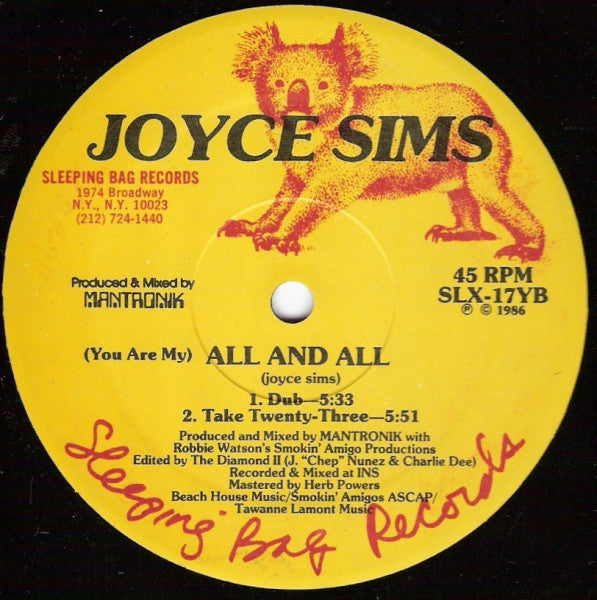 JOYCE SIMS
SLEEPING BAG RECORDS
1974 Broadway
N.Y., N.Y. 10023
(212) 724-1440
Produced & Mixed by
MANTRONIK
45 RPM
SLX-17YB
℗ © 1986
(You Are My) ALL AND ALL
(joyce sims)
1. Dub—5:33
2. Take Twenty-Three—5:51
Produced and Mixed by MANTRONIK with
Robbie Watson's Smokin' Amigo Productions
Edited by The Diamond II (J. "Chep" Nunez & Charlie Dee)
Recorded & Mixed at INS
Mastered by Herb Powers
Beach House Music/Smokin' Amigos ASCAP/
Tawanne Lamont Music
Sleeping Bag Records